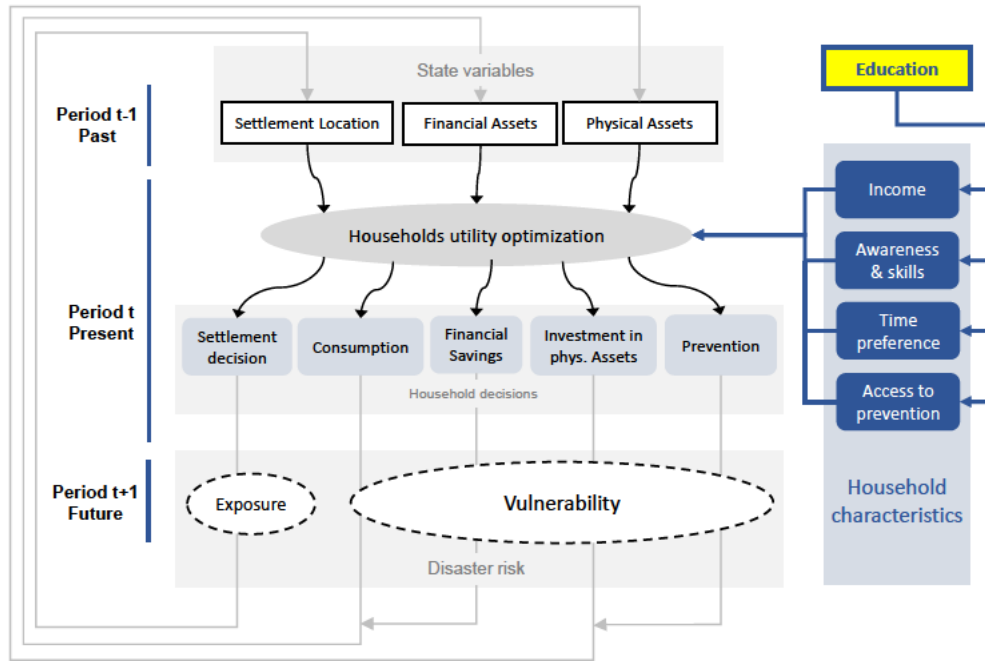 State variables
Education
Period t-1
Past
Settlement Location
Financial Assets
Physical Assets
Income
Households utility optimization
Awareness
& skills
Period t
Present
Settlement
decision
Consumption
Financial
Savings
Investment in
phys. Assets
Prevention
Time
preference
Household decisions
Access to
prevention
Period t+1
Future
Exposure
Vulnerability
Household
characteristics
Disaster risk